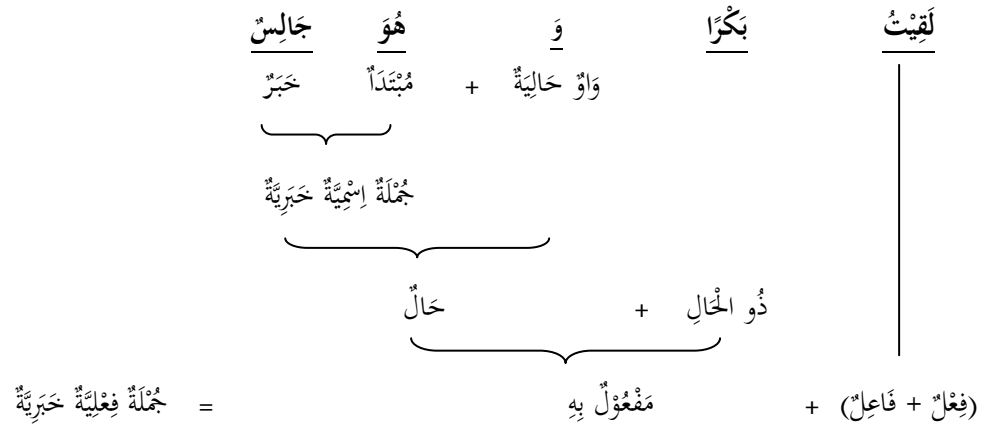 لَقِيْتُ بَكْرًا وَ هُوَ جَالِسٌ
وَاوٌ حَالِيَةٌ + مُبْتَدَاٌ خَبَرٌ
جُمْلَةٌ اِسْمِيَّةٌ خَبَرِيَّةٌ
ذُو الْحَالِ + حَالٌ
(فِعْلٌ + فَاعِلٌ) + مَفْعُوْلٌ بِهِ = جُمْلَةٌ فِعْلِيَّةٌ خَبَرِيَّةٌ